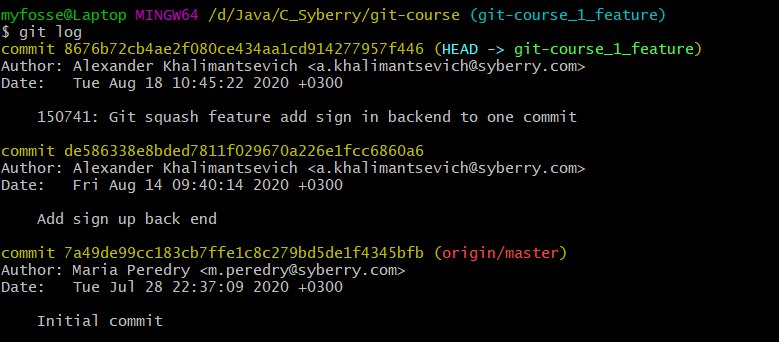 myfosse@Laptop MINGW64 /d/Java/C_Syberry/git-course (git-course_1_feature)
$ git log
commit 8676b72cb4ae2f080ce434aa1cd914277957f446 (HEAD -> git-course_1_feature)
Author: Alexander Khalimantsevich <a.khalimantsevich@syberry.com>
Date:   Tue Aug 18 10:45:22 2020 +0300

    150741: Git squash feature add sign in backend to one commit

commit de586338e8bded7811f029670a226e1fcc6860a6
Author: Alexander Khalimantsevich <a.khalimantsevich@syberry.com>
Date:   Fri Aug 14 09:40:14 2020 +0300

    Add sign up back end

commit 7a49de99cc183cb7ffe1c8c279bd5de1f4345bfb (origin/master)
Author: Maria Peredry <m.peredry@syberry.com>
Date:   Tue Jul 28 22:37:09 2020 +0300

    Initial commit